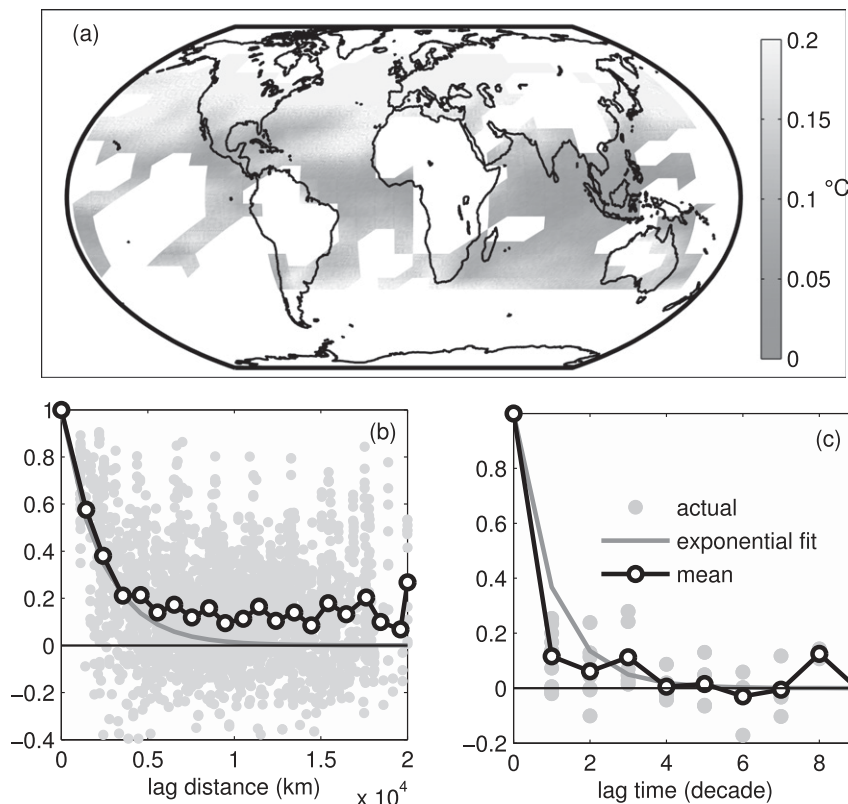 (a)
0.2
0.15
0.1
°C
0.05
0
1
0.8
0.6
0.4
0.2
0
−0.2
−0.4
(b)
0 0.5 1 1.5 2
lag distance (km)
x 10⁴
1
0.8
0.6
0.4
0.2
0
−0.2
(c)
actual
exponential fit
mean
0 2 4 6 8
lag time (decade)